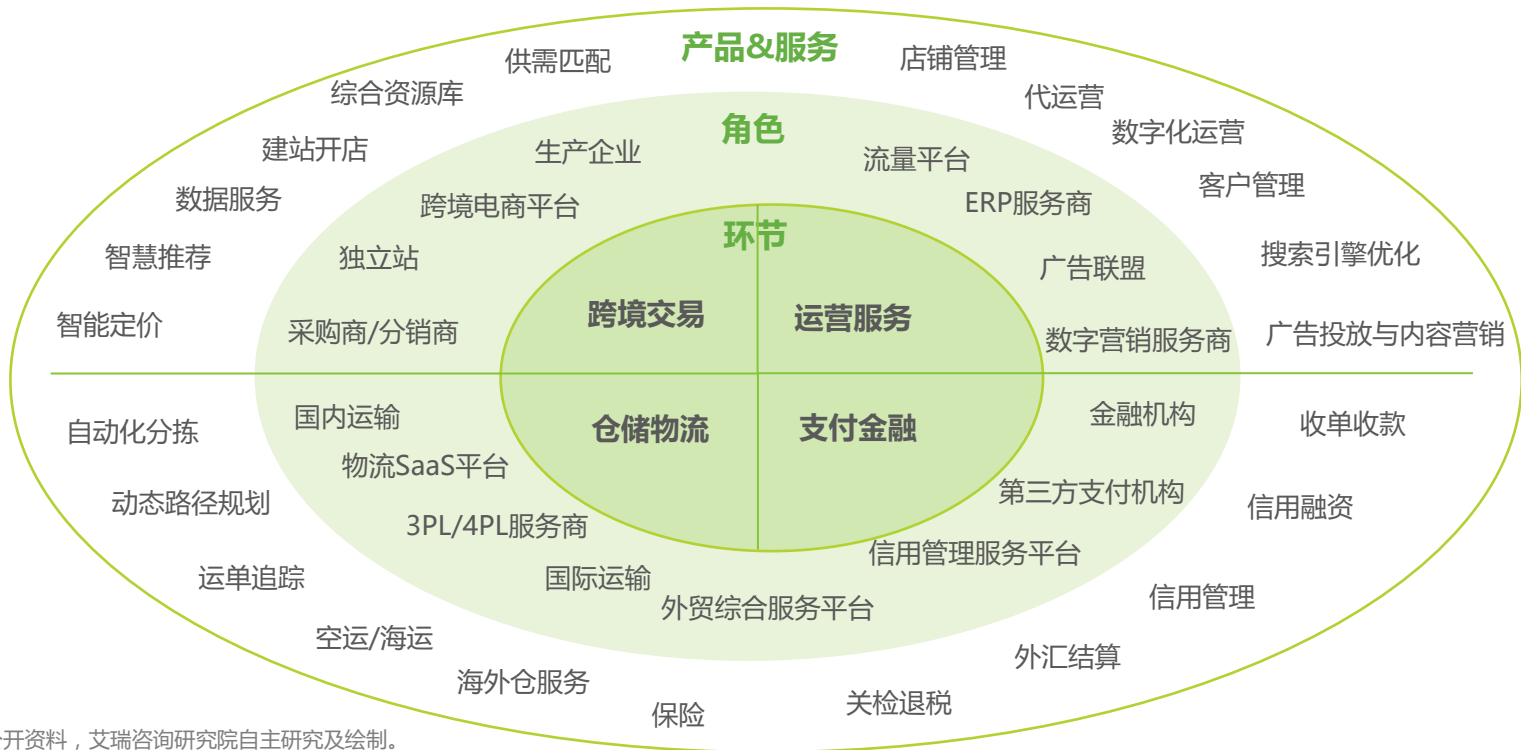 产品&服务
供需匹配
店铺管理
综合资源库
代运营
角色
数字化运营
建站开店
生产企业
流量平台
数据服务
跨境电商平台
ERP服务商
客户管理
环节
智慧推荐
独立站
广告联盟
搜索引擎优化
智能定价
采购商/分销商
跨境交易
运营服务
数字营销服务商
广告投放与内容营销
自动化分拣
国内运输
仓储物流
支付金融
金融机构
收单收款
物流SaaS平台
动态路径规划
3PL/4PL服务商
第三方支付机构
信用融资
信用管理服务平台
运单追踪
国际运输
外贸综合服务平台
信用管理
空运/海运
外汇结算
海外仓服务
保险
关检退税
开资料，艾瑞咨询研究院自主研究及绘制。